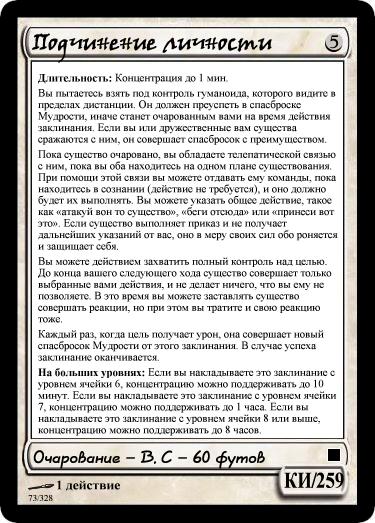 Подчинение личности 5
Длительность: Концентрация до 1 мин.
Вы пытаетесь взять под контроль гуманоида, которого видите в
пределах дистанции. Он должен преуспеть в спасброске
Мудрости, иначе станет очарованным вами на время действия
заклинания. Если вы или дружественные вам существа
сражаются с ним, он совершает спасбросок с преимуществом.
Пока существо очаровано, вы обладаете телепатической связью
с ним, пока вы оба находитесь на одном плане существования.
При помощи этой связи вы можете отдавать ему команды, пока
находитесь в сознании (действие не требуется), и оно должно
будет их выполнять. Вы можете указать общее действие, такое
как «атакуй вон то существо», «беги отсюда» или «принеси вот
это». Если существо выполняет приказ и не получает
дальнейших указаний от вас, оно в меру своих сил обо роняется
и защищает себя.
Вы можете действием захватить полный контроль над целью.
До конца вашего следующего хода существо совершает только
выбранные вами действия, и не делает ничего, что вы ему не
позволяете. В это время вы можете заставлять существо
совершать реакции, но при этом вы тратите и свою реакцию
тоже.
Каждый раз, когда цель получает урон, она совершает новый
спасбросок Мудрости от этого заклинания. В случае успеха
заклинание оканчивается.
На больших уровнях: Если вы накладываете это заклинание с
уровнем ячейки 6, концентрацию можно поддерживать до 10
минут. Если вы накладываете это заклинание с уровнем ячейки
7, концентрацию можно поддерживать до 1 часа. Если вы
накладываете это заклинание с уровнем ячейки 8 или выше,
концентрацию можно поддерживать до 8 часов.
Очарование – В, С – 60 футов
КИ/259
1 действие
73/328